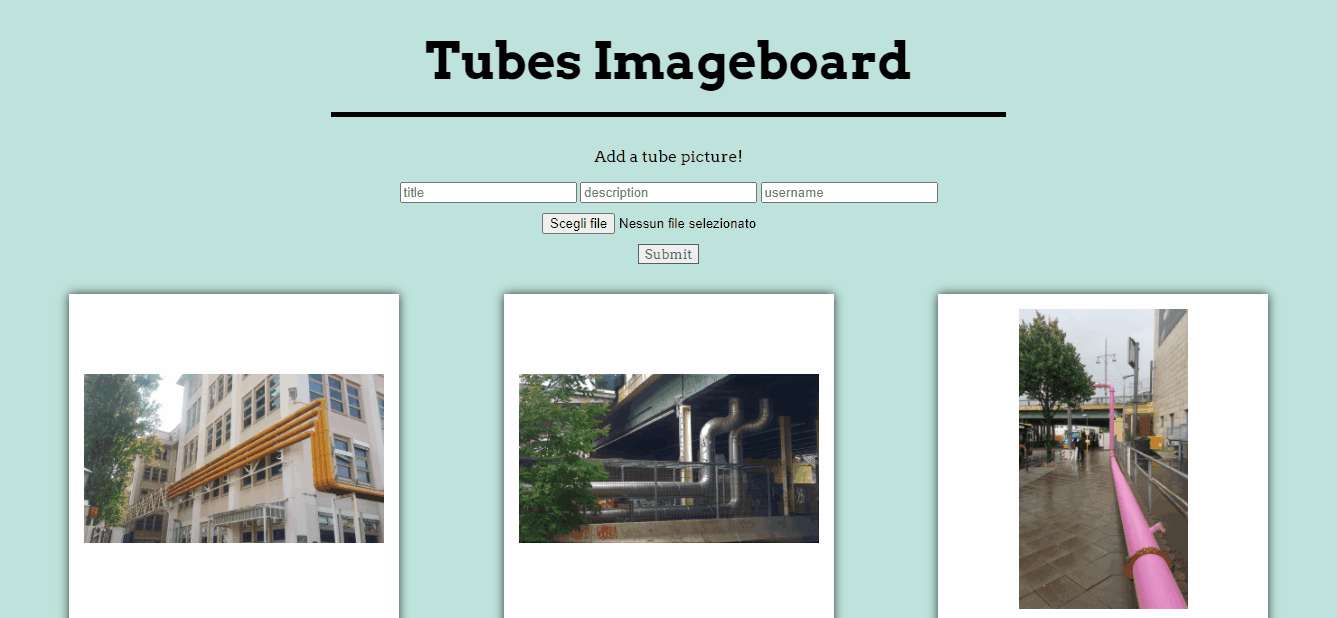 Tubes Imageboard
Add a tube picture!
title description username
Scegli file Nessun file selezionato
Submit